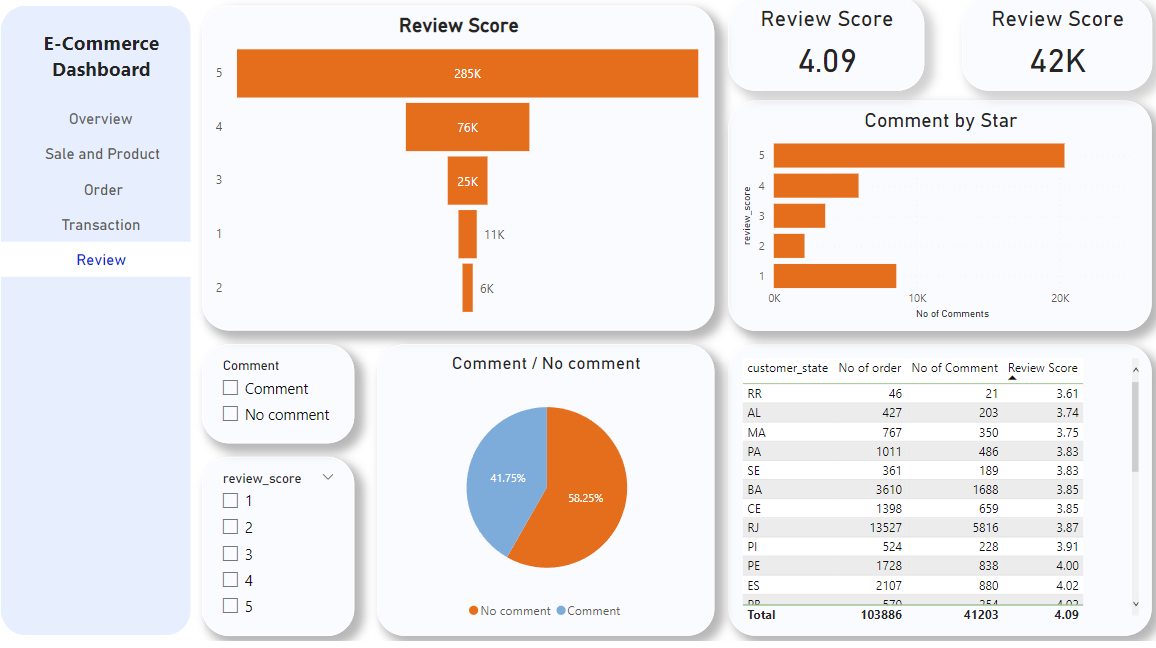 E-Commerce
Dashboard
Overview
Sale and Product
Order
Transaction
Review
Review Score
5
285K
4
76K
3
25K
1
11K
2
6K
Review Score
4.09
Review Score
42K
Comment by Star
review_score
5
4
3
2
1
0K 10K 20K
No of Comments
Comment
Comment
No comment
review_score
1
2
3
4
5
Comment / No comment
41.75%
58.25%
No comment Comment
customer_state No of order No of Comment Review Score
RR 46 21 3.61
AL 427 203 3.74
MA 767 350 3.75
PA 1011 486 3.83
SE 361 189 3.83
BA 3610 1688 3.85
CE 1398 659 3.85
RJ 13527 5816 3.87
PI 524 228 3.91
PE 1728 838 4.00
ES 2107 880 4.02
Total 103886 41203 4.09